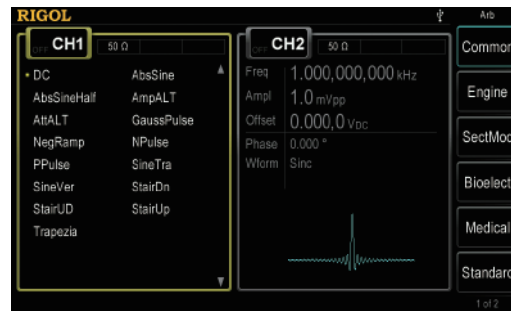 RIGOL Arb
OFF CH1 50 Ω
DC AbsSine
AbsSineHalf AmpALT
AttALT GaussPulse
NegRamp NPulse
PPulse SineTra
SineVer StairDn
StairUD StairUp
Trapezia
OFF CH2 50 Ω
Freq 1.000,000,000 kHz
Ampl 1.0 mVpp
Offset 0.000,0 VDC
Phase 0.000 °
Wform Sinc
Common
Engine
SectMod
Bioelect
Medical
Standard
1 of 2